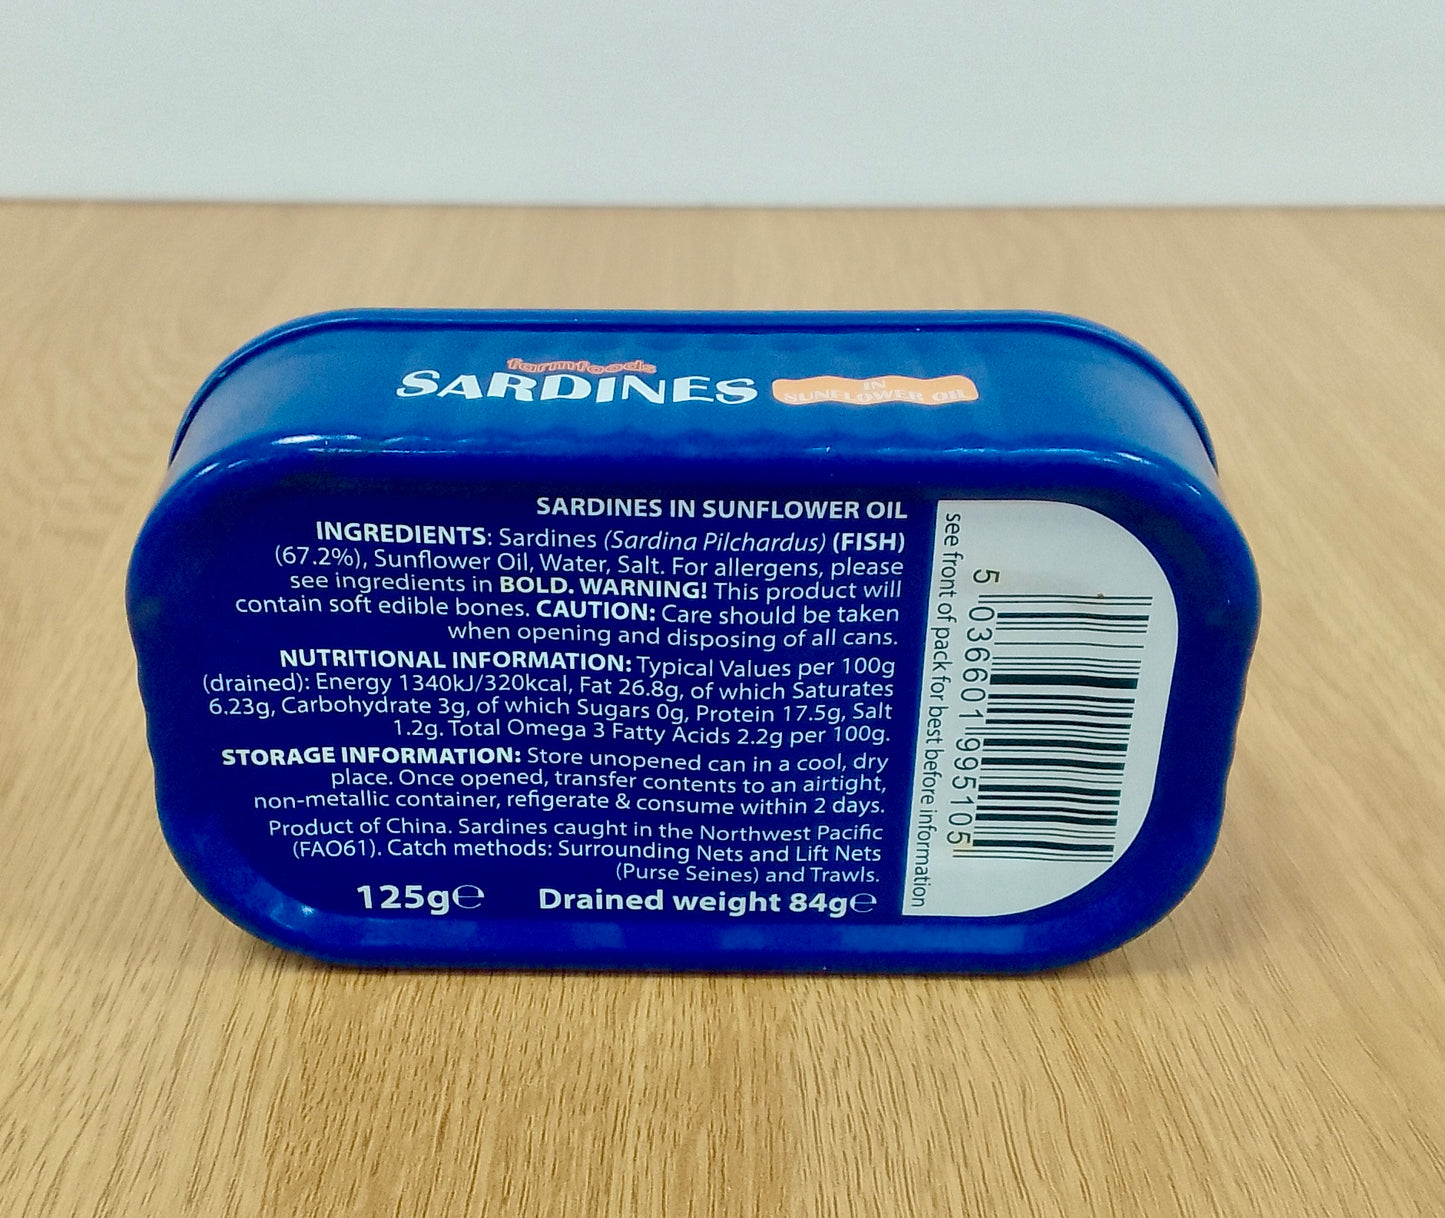 farmfoods
SARDINES
IN
SUNFLOWER OIL
SARDINES IN SUNFLOWER OIL
INGREDIENTS: Sardines (Sardina Pilchardus) (FISH)
(67.2%), Sunflower Oil, Water, Salt. For allergens, please
see ingredients in BOLD. WARNING! This product will
contain soft edible bones. CAUTION: Care should be taken
when opening and disposing of all cans.
NUTRITIONAL INFORMATION: Typical Values per 100g
(drained): Energy 1340kJ/320kcal, Fat 26.8g, of which Saturates
6.23g, Carbohydrate 3g, of which Sugars 0g, Protein 17.5g, Salt
1.2g. Total Omega 3 Fatty Acids 2.2g per 100g.
STORAGE INFORMATION: Store unopened can in a cool, dry
place. Once opened, transfer contents to an airtight,
non-metallic container, refigerate & consume within 2 days.
Product of China. Sardines caught in the Northwest Pacific
(FAO61). Catch methods: Surrounding Nets and Lift Nets
(Purse Seines) and Trawls.
125g℮ Drained weight 84g℮
see front of pack for best before information
5 036601 995105